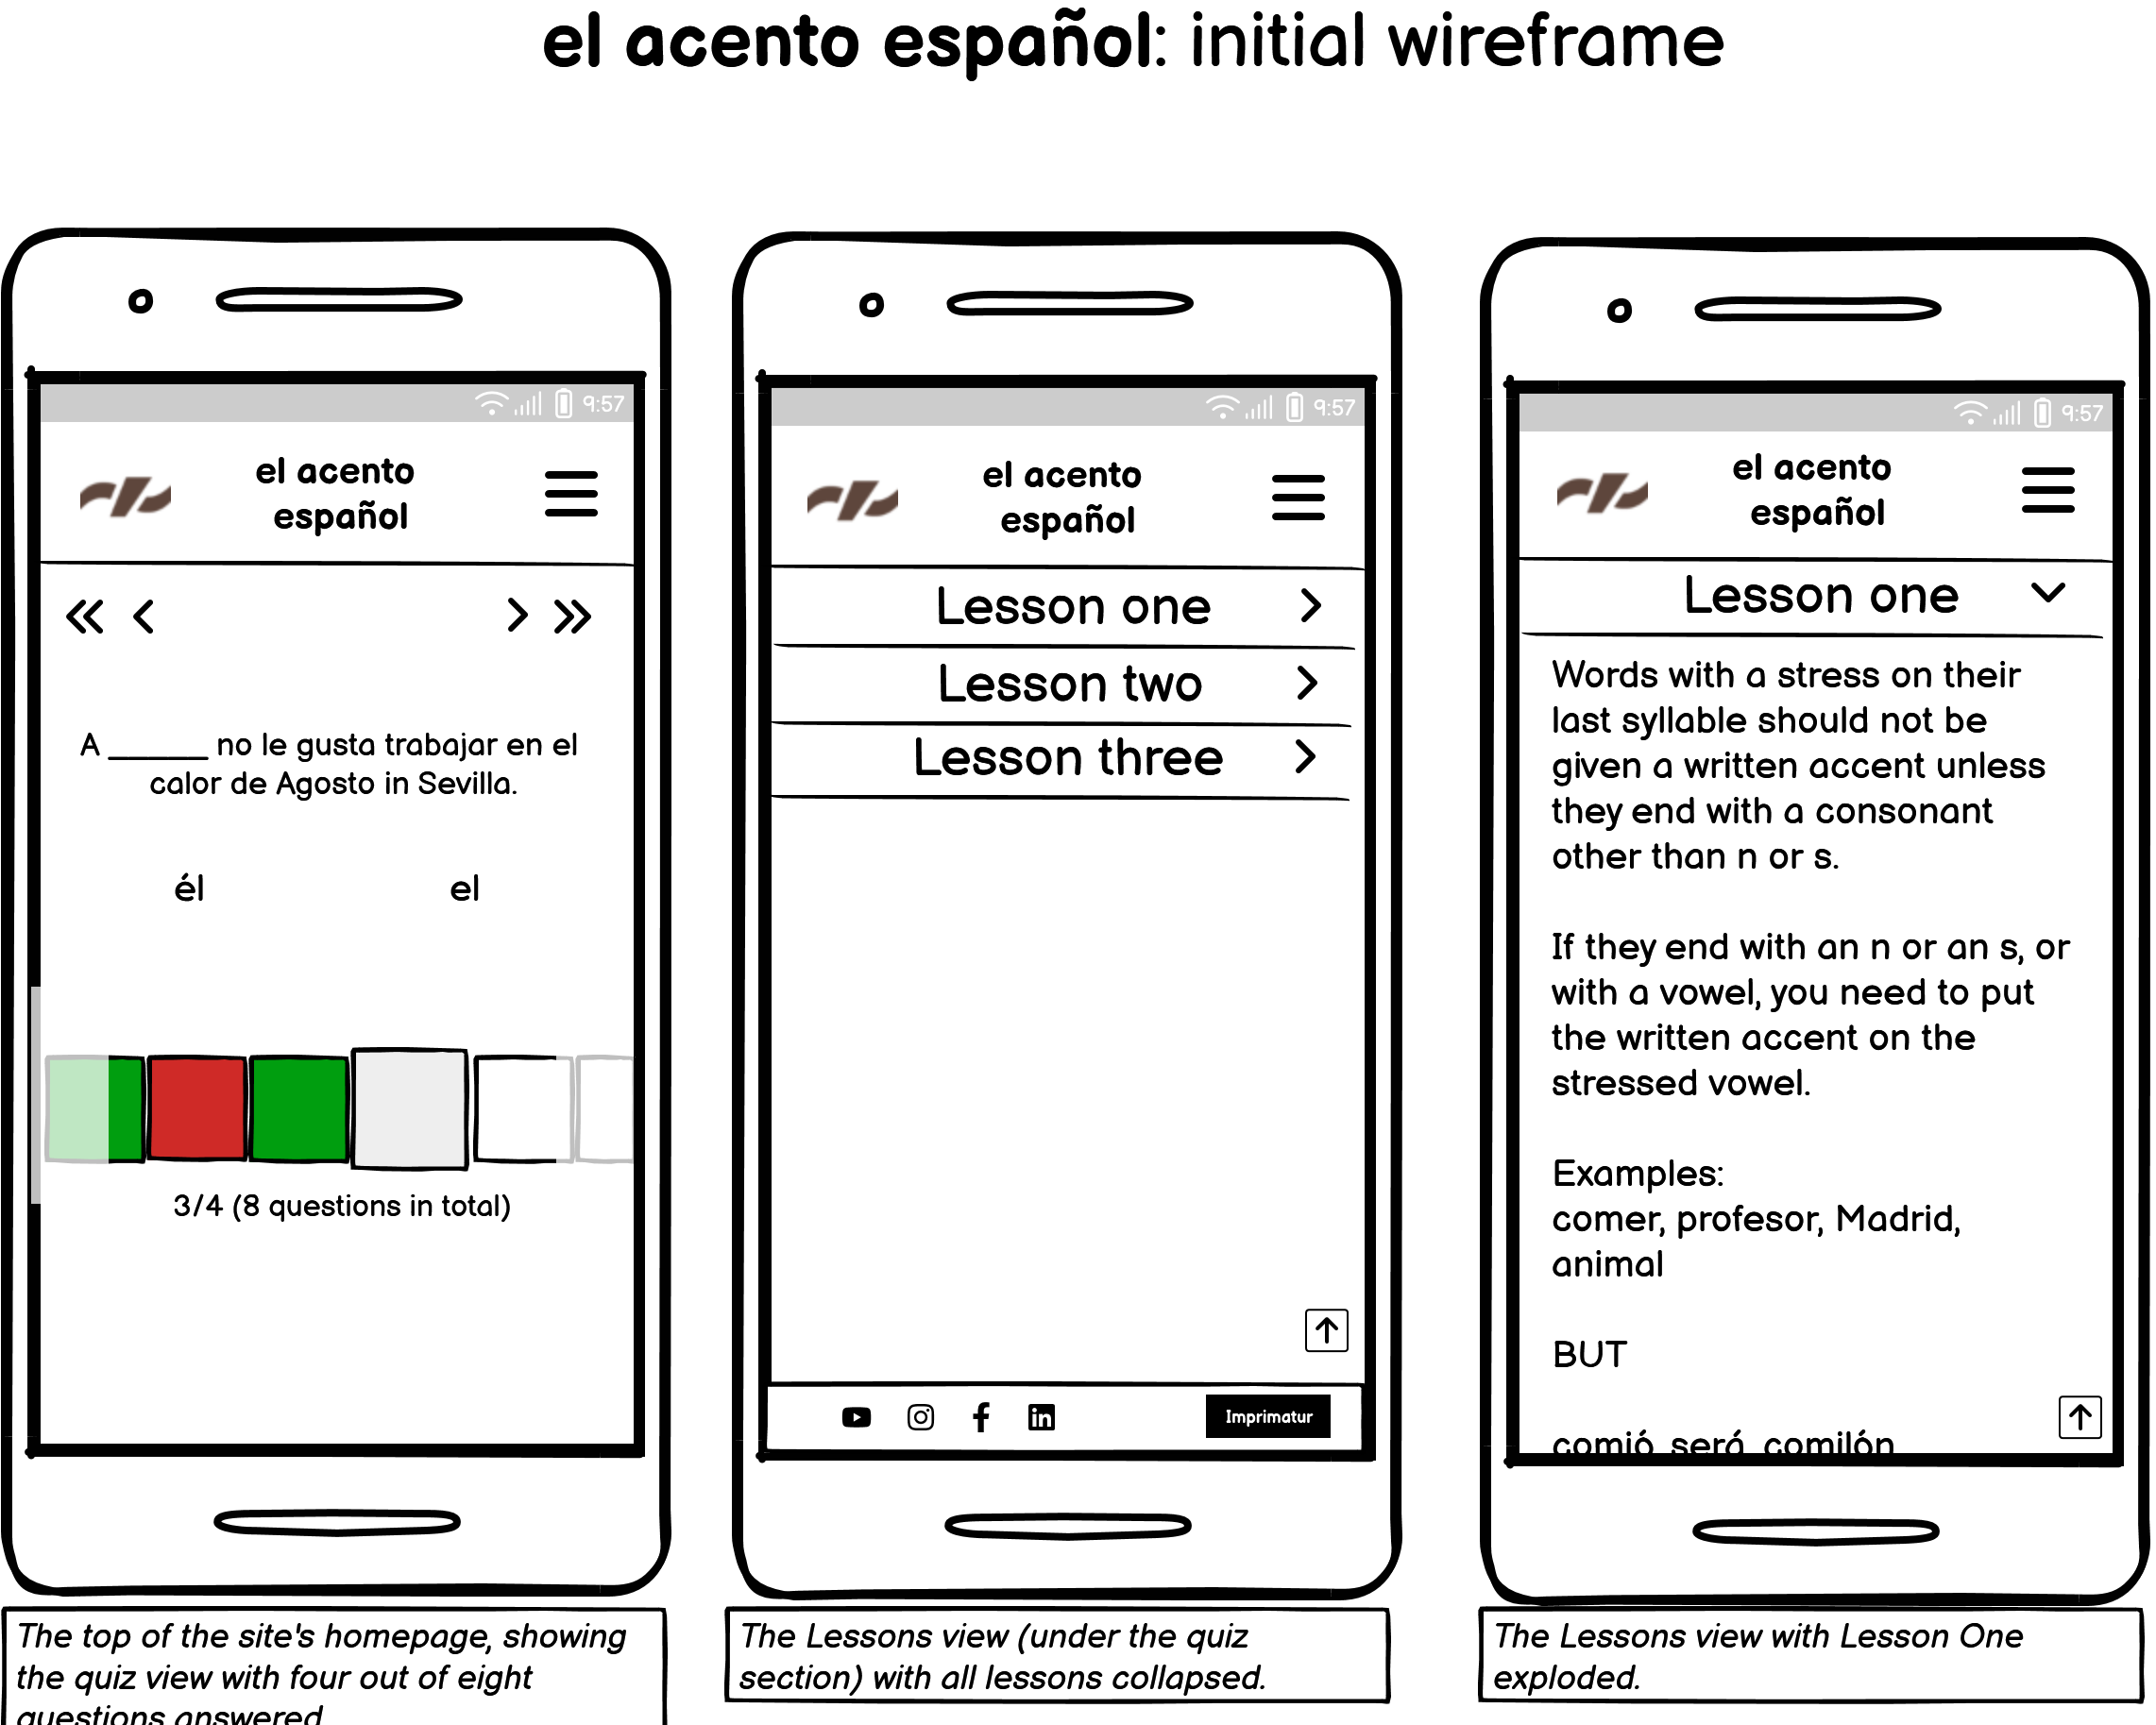 el acento español: initial wireframe
9:57
el acento
español
A ______ no le gusta trabajar en el
calor de Agosto in Sevilla.
él el
3/4 (8 questions in total)
The top of the site's homepage, showing
the quiz view with four out of eight
questions answered
9:57
el acento
español
Lesson one
Lesson two
Lesson three
Imprimatur
The Lessons view (under the quiz
section) with all lessons collapsed.
9:57
el acento
español
Lesson one
Words with a stress on their
last syllable should not be
given a written accent unless
they end with a consonant
other than n or s.
If they end with an n or an s, or
with a vowel, you need to put
the written accent on the
stressed vowel.
Examples:
comer, profesor, Madrid,
animal
BUT
comió, será, comilón
The Lessons view with Lesson One
exploded.